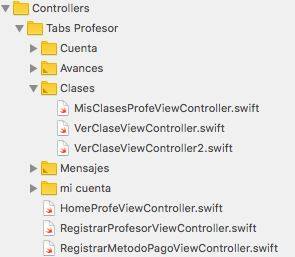 Controllers
Tabs Profesor
Cuenta
Avances
Clases
MisClasesProfeViewController.swift
VerClaseViewController.swift
VerClaseViewController2.swift
Mensajes
mi cuenta
HomeProfeViewController.swift
RegistrarProfesorViewController.swift
RegistrarMetodoPagoViewController.swift